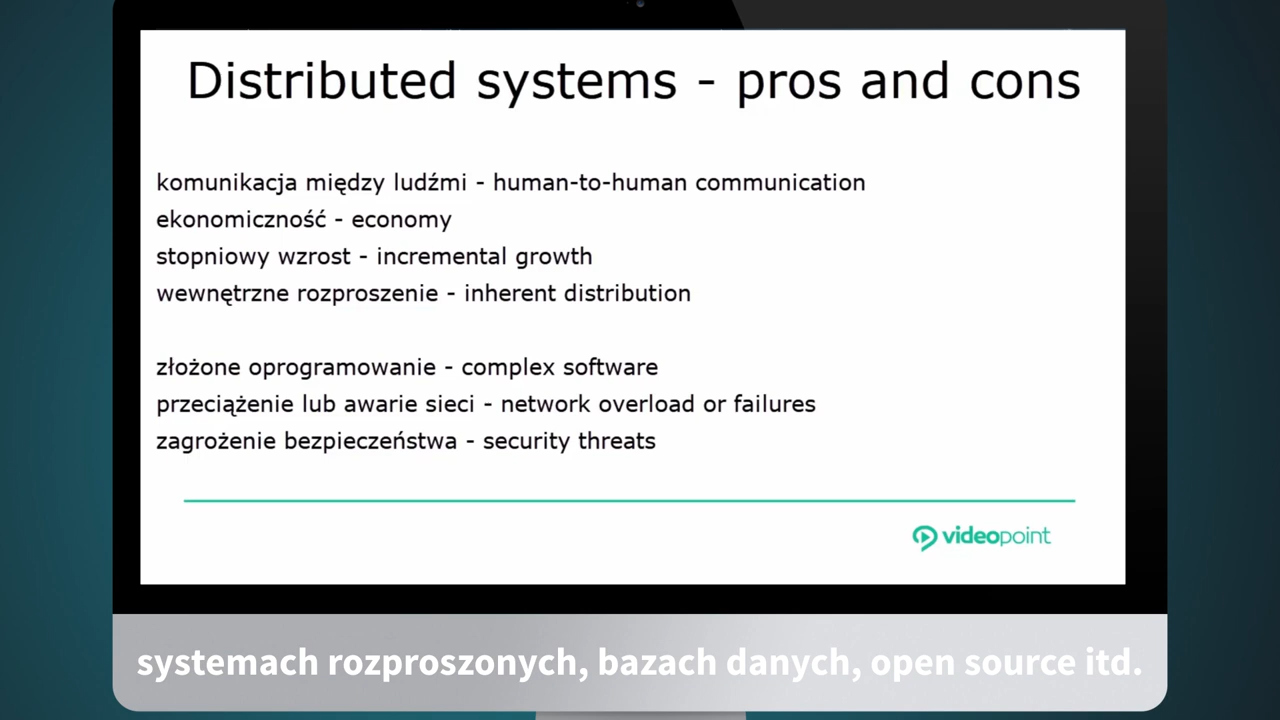 Distributed systems - pros and cons
komunikacja między ludźmi - human-to-human communication
ekonomiczność - economy
stopniowy wzrost - incremental growth
wewnętrzne rozproszenie - inherent distribution
złożone oprogramowanie - complex software
przeciążenie lub awarie sieci - network overload or failures
zagrożenie bezpieczeństwa - security threats
videopoint
systemach rozproszonych, bazach danych, open source itd.